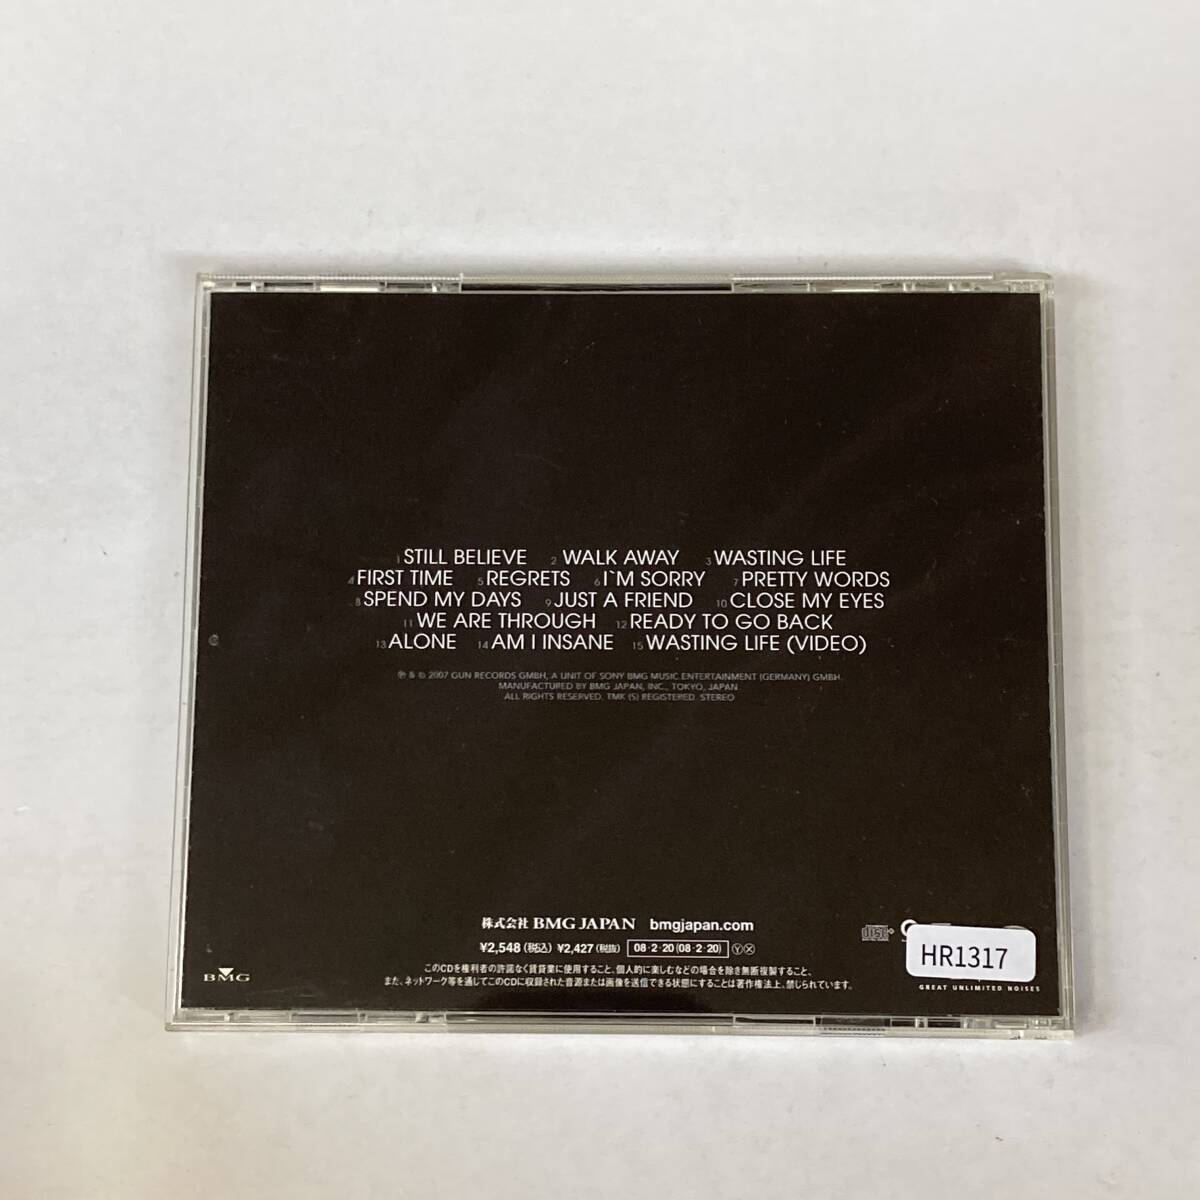 1 STILL BELIEVE 2 WALK AWAY 3 WASTING LIFE
4 FIRST TIME 5 REGRETS 6 I`M SORRY 7 PRETTY WORDS
8 SPEND MY DAYS 9 JUST A FRIEND 10 CLOSE MY EYES
11 WE ARE THROUGH 12 READY TO GO BACK
13 ALONE 14 AM I INSANE 15 WASTING LIFE (VIDEO)
℗ & © 2007 GUN RECORDS GMBH, A UNIT OF SONY BMG MUSIC ENTERTAINMENT (GERMANY) GMBH.
MANUFACTURED BY BMG JAPAN, INC., TOKYO, JAPAN
ALL RIGHTS RESERVED. TMK (S) REGISTERED. STEREO
株式会社 BMG JAPAN bmgjapan.com
¥2,548(税込) ¥2,427(税抜) 08・2・20(08・2・20) Ⓨ
このCDを権利者の許諾なく賃貸業に使用すること、個人的に楽しむなどの場合を除き無断複製すること、
また、ネットワーク等を通じてこのCDに収録された音源または画像を送信できる状態にすることは著作権法上、禁じられています。
BMG
DISC
HR1317
GREAT UNLIMITED NOISES